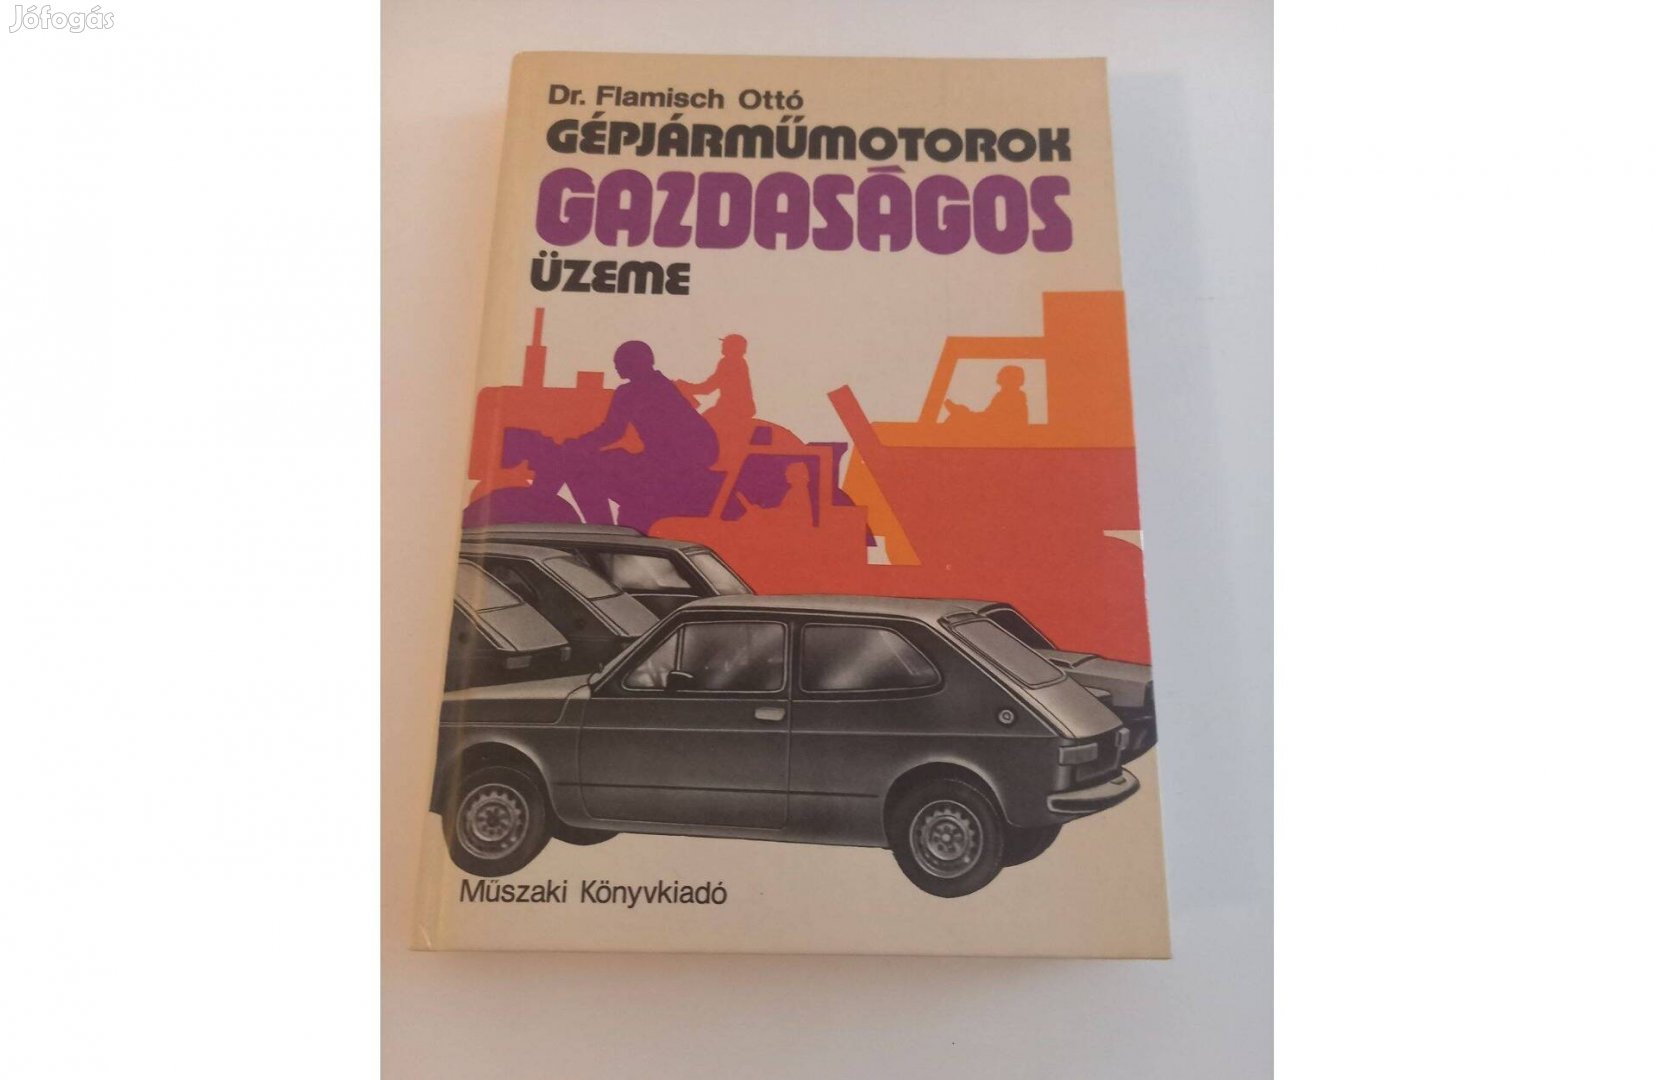 Jófogás
Dr. Flamisch Ottó
GÉPJÁRMŰMOTOROK
GAZDASÁGOS
ÜZEME
Műszaki Könyvkiadó